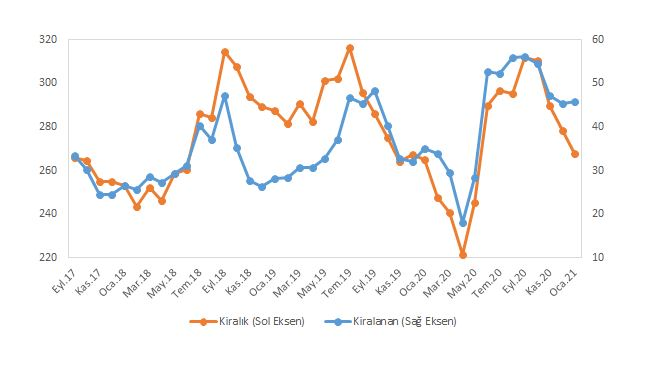 320
300
280
260
240
220
60
50
40
30
20
10
Eyl.17
Kas.17
Oca.18
Mar.18
May.18
Tem.18
Eyl.18
Kas.18
Oca.19
Mar.19
May.19
Tem.19
Eyl.19
Kas.19
Oca.20
Mar.20
May.20
Tem.20
Eyl.20
Kas.20
Oca.21
Kiralık (Sol Eksen)
Kiralanan (Sağ Eksen)